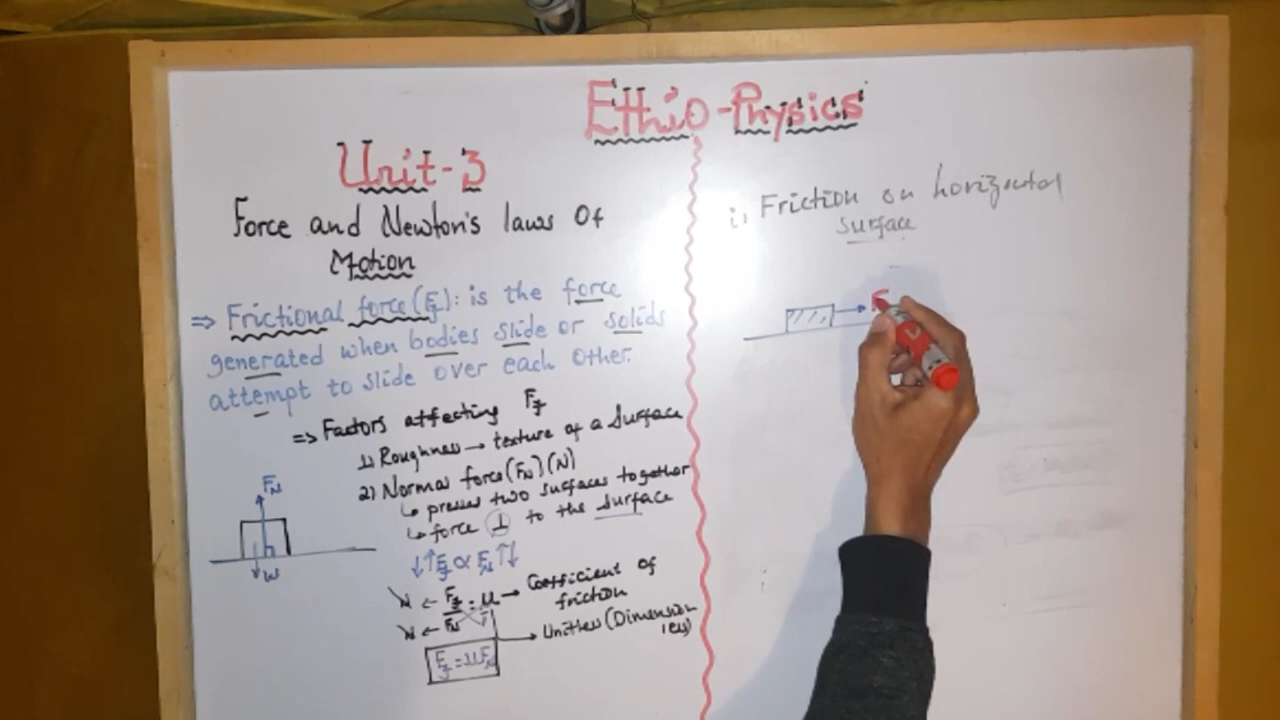 Ethio-Physics
Unit-3
Force and Newton's laws Of
Motion
⇒ Frictional force (Ff): is the force
generated when bodies slide or solids
attempt to slide over each other.
⇒ Factors affecting Ff
1) Roughness → texture of a surface
2) Normal force (FN) (N)
↳ presses two surfaces together
↳ force ⊥ to the surface
↓↑Ff ∝ FN↑↓
N ← Ff = μ → Coefficient of
friction
N ← FN
Unitless (Dimension
less)
Ff = μFN
FN
W
i) Friction on horizontal
surface
F